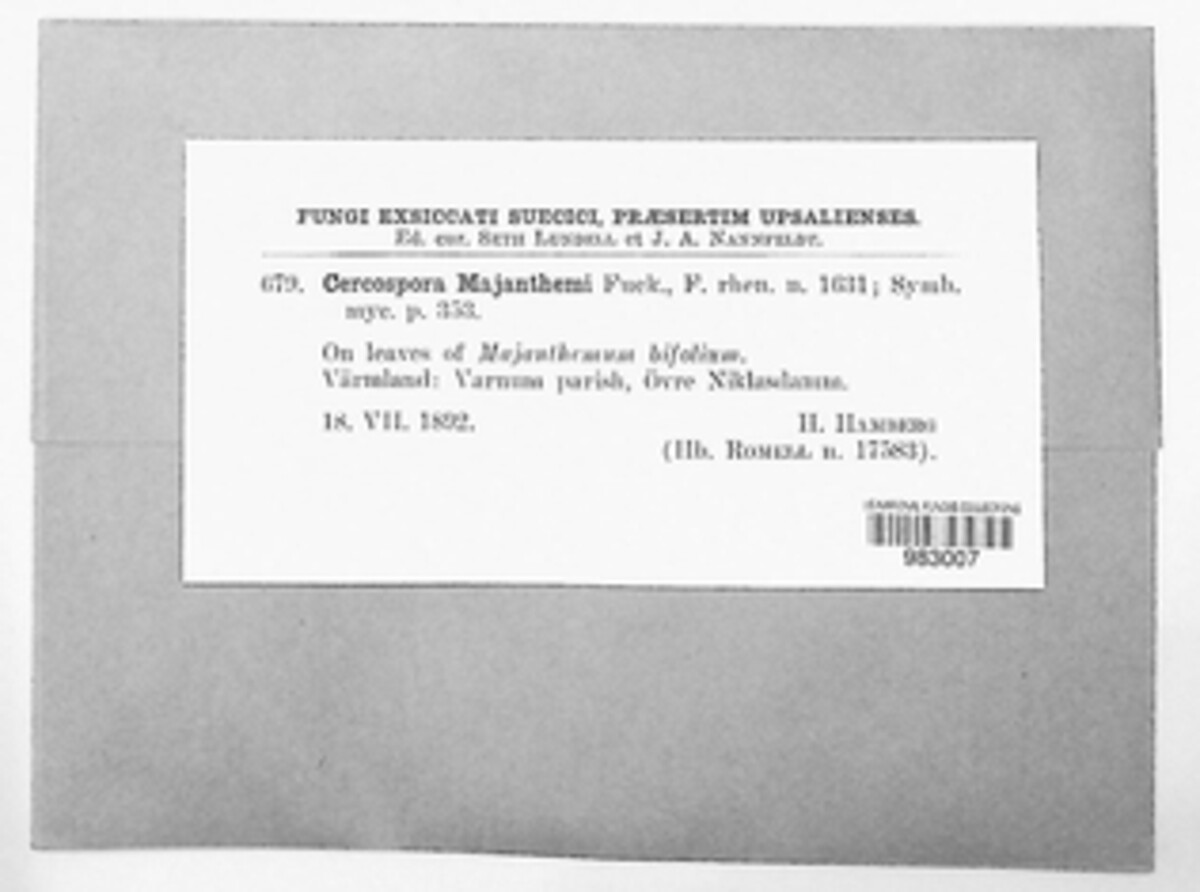 FUNGI EXSICCATI SUECICI, PRÆSERTIM UPSALIENSES.
Ed. cur. SETH LUNDELL et J. A. NANNFELDT.
679. Cercospora Majanthemi Fuck., F. rhen. n. 1631; Symb.
myc. p. 353.
On leaves of Majanthemum bifolium.
Värmland: Varnum parish, Övre Niklasdamm.
18. VII. 1892. H. HAMBERG
(Hb. ROMELL n. 17583).
983007